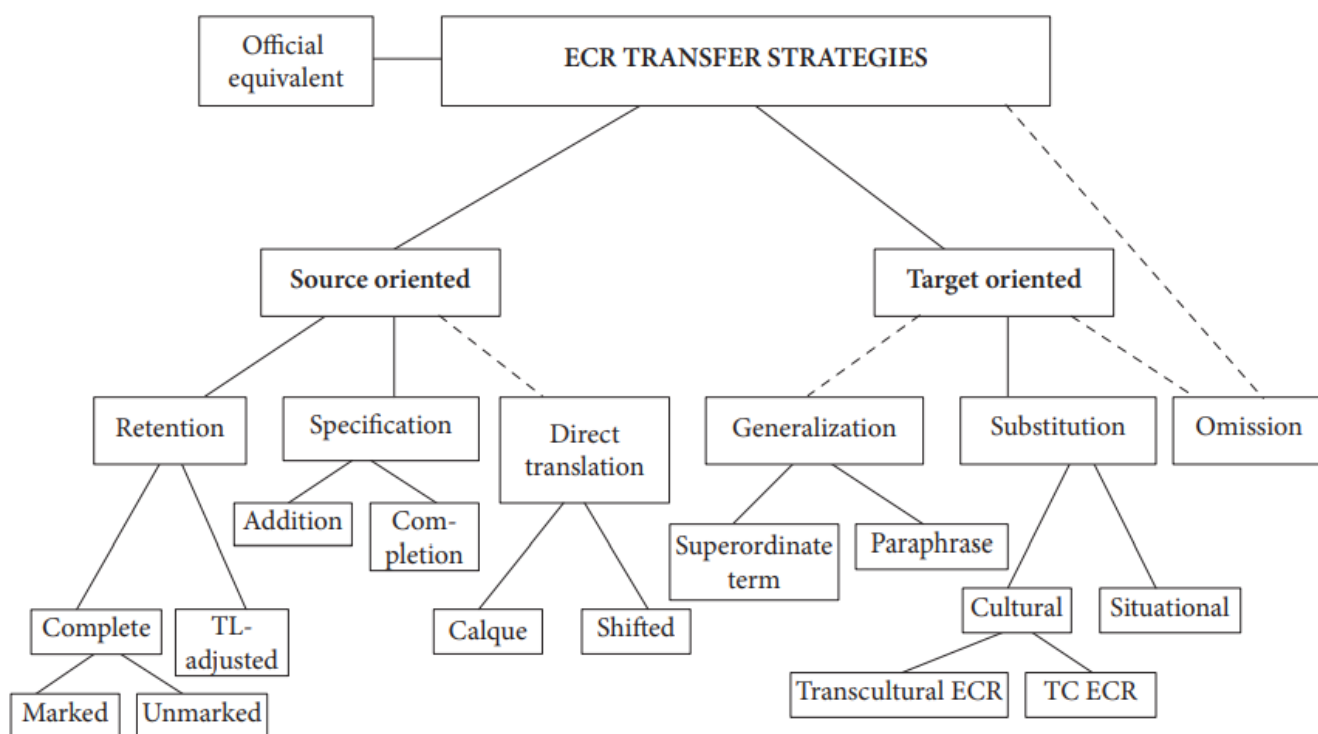 Official
equivalent
ECR TRANSFER STRATEGIES
Source oriented
Target oriented
Retention
Specification
Direct
translation
Generalization
Substitution
Omission
Addition
Com-
pletion
Superordinate
term
Paraphrase
Complete
TL-
adjusted
Calque
Shifted
Cultural
Situational
Marked
Unmarked
Transcultural ECR
TC ECR